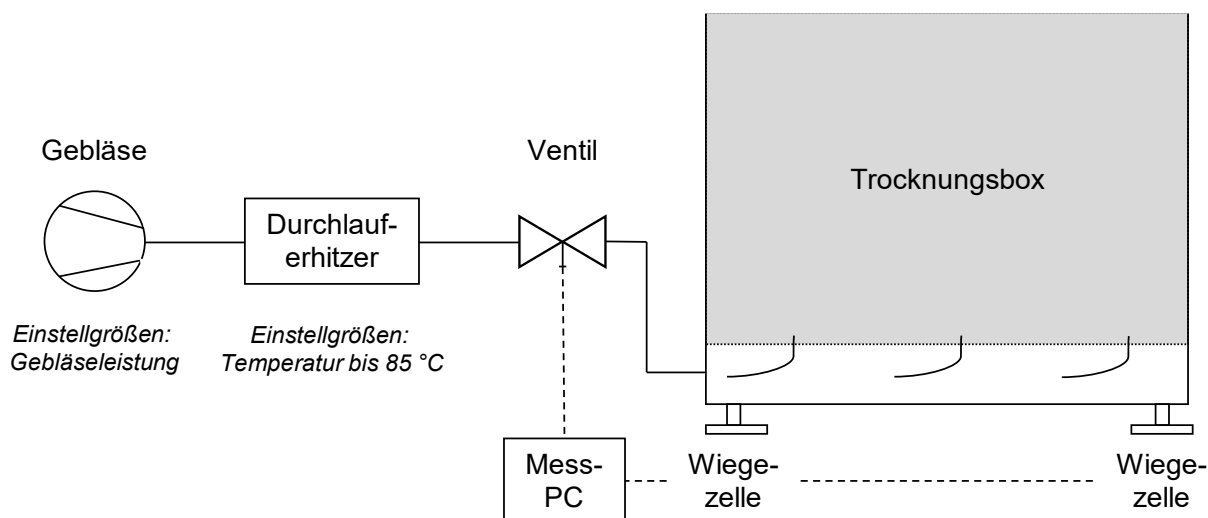 Gebläse
Ventil
Trocknungsbox
Durchlauf-
erhitzer
Einstellgrößen:
Gebläseleistung
Einstellgrößen:
Temperatur bis 85 °C
Mess-
PC
Wiege-
zelle
Wiege-
zelle